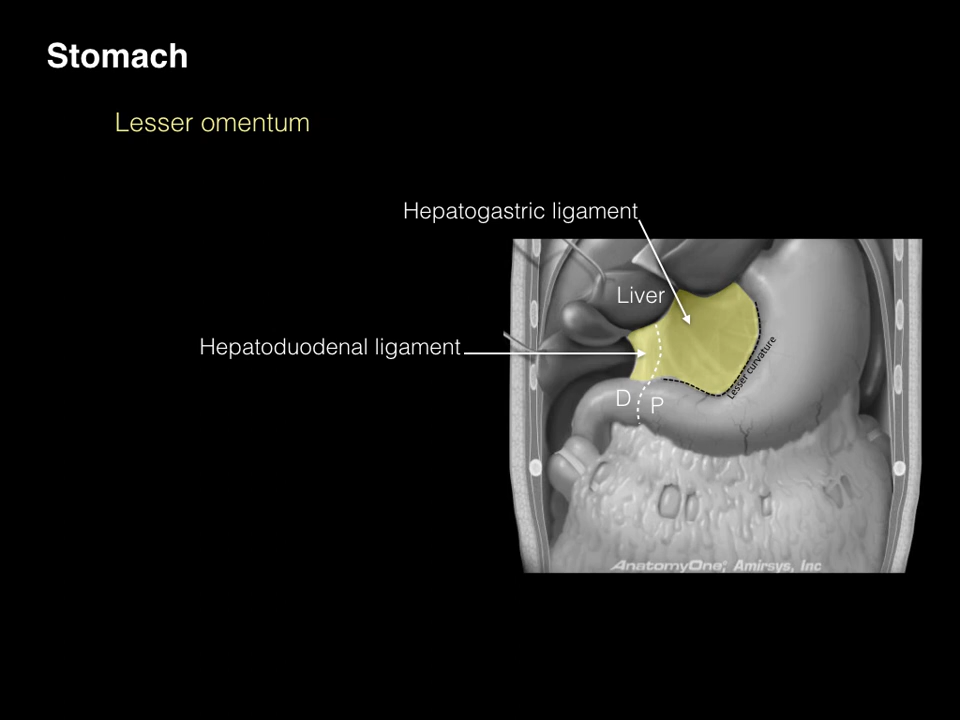 Stomach
Lesser omentum
Hepatogastric ligament
Liver
Hepatoduodenal ligament
Lesser curvature
D
P
AnatomyOne, Amirsys, Inc